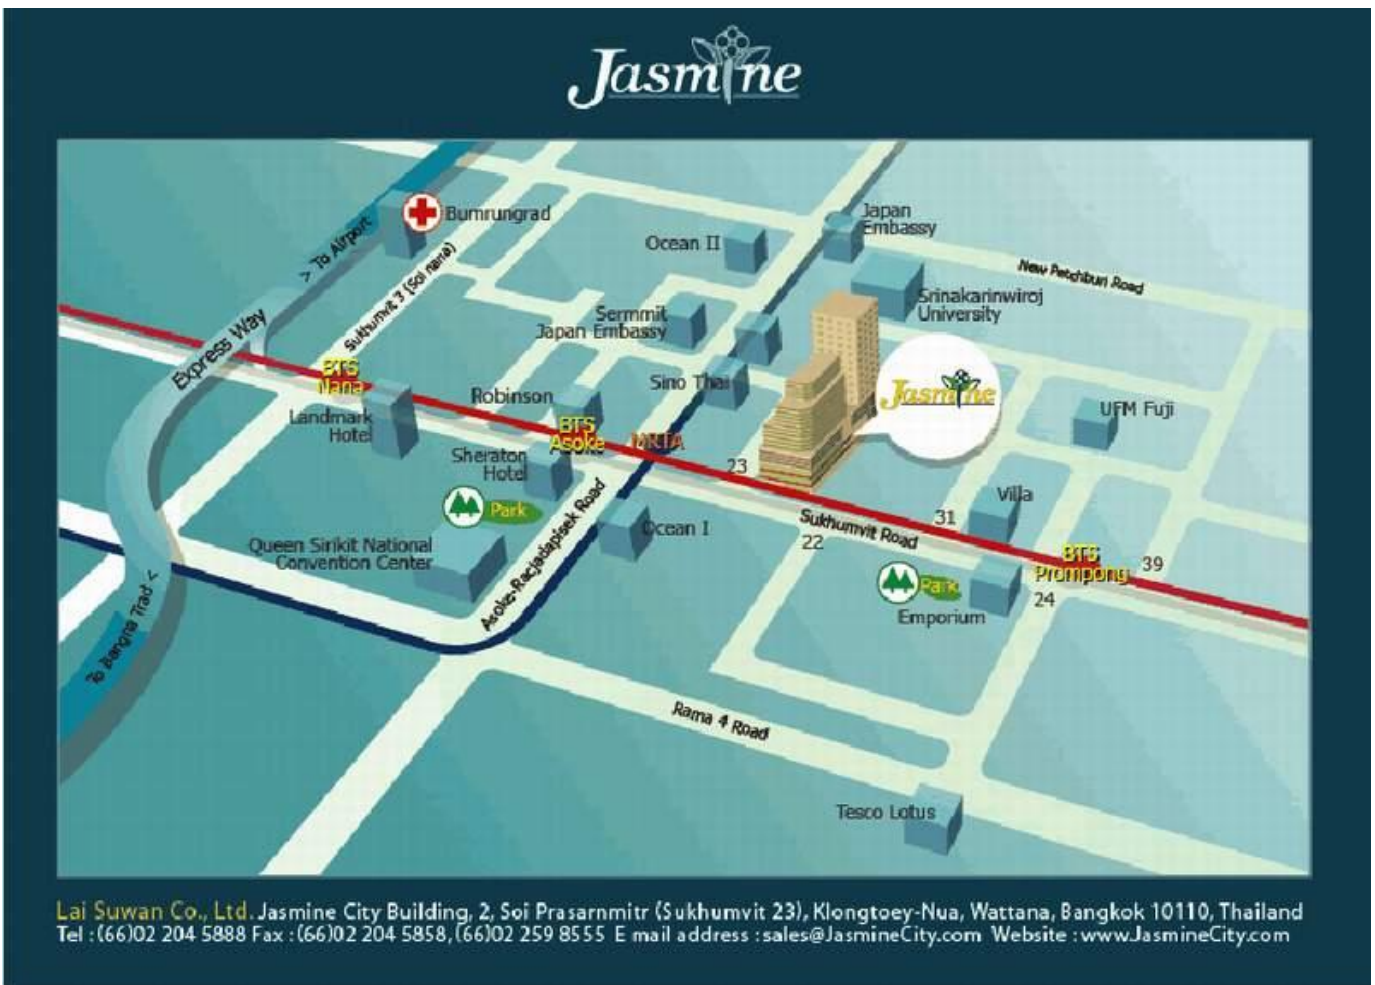 Jasmine
Bumrungrad
Japan
Embassy
Ocean II
> To Airport
Sukhumvit 3 (Soi nana)
New Petchburi Road
Srinakarinwiroj
University
Sermmit
Japan Embassy
Express Way
BTS
Nana
Sino Thai
Jasmine
Robinson
UFM Fuji
Landmark
Hotel
BTS
Asoke
MRTA
Sheraton
Hotel
23
Villa
Park
31
Sukhumvit Road
22
Ocean I
Asoke-Racjadapisek Road
Queen Sirikit National
Convention Center
BTS
Prompong
39
Park
24
Emporium
To Bangna Trad <
Rama 4 Road
Tesco Lotus
Lai Suwan Co., Ltd. Jasmine City Building, 2, Soi Prasarnmitr (Sukhumvit 23), Klongtoey-Nua, Wattana, Bangkok 10110, Thailand
Tel :(66)02 204 5888 Fax :(66)02 204 5858,(66)02 259 8555 E mail address :sales@JasmineCity.com Website :www.JasmineCity.com